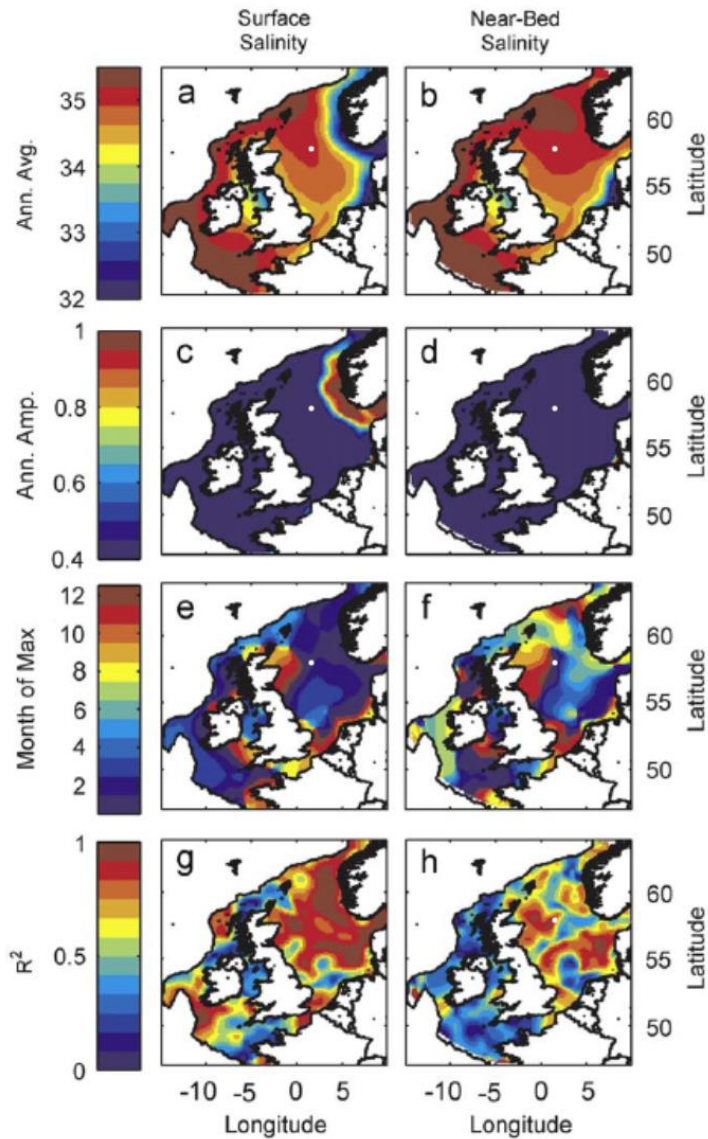 Surface Salinity
Near-Bed Salinity
a
b
35
34
33
32
Ann. Avg.
60
55
50
Latitude
c
d
1
0.8
0.6
0.4
Ann. Amp.
60
55
50
Latitude
e
f
12
10
8
6
4
2
Month of Max
60
55
50
Latitude
g
h
1
0.5
0
R²
60
55
50
Latitude
-10 -5 0 5
-10 -5 0 5
Longitude
Longitude